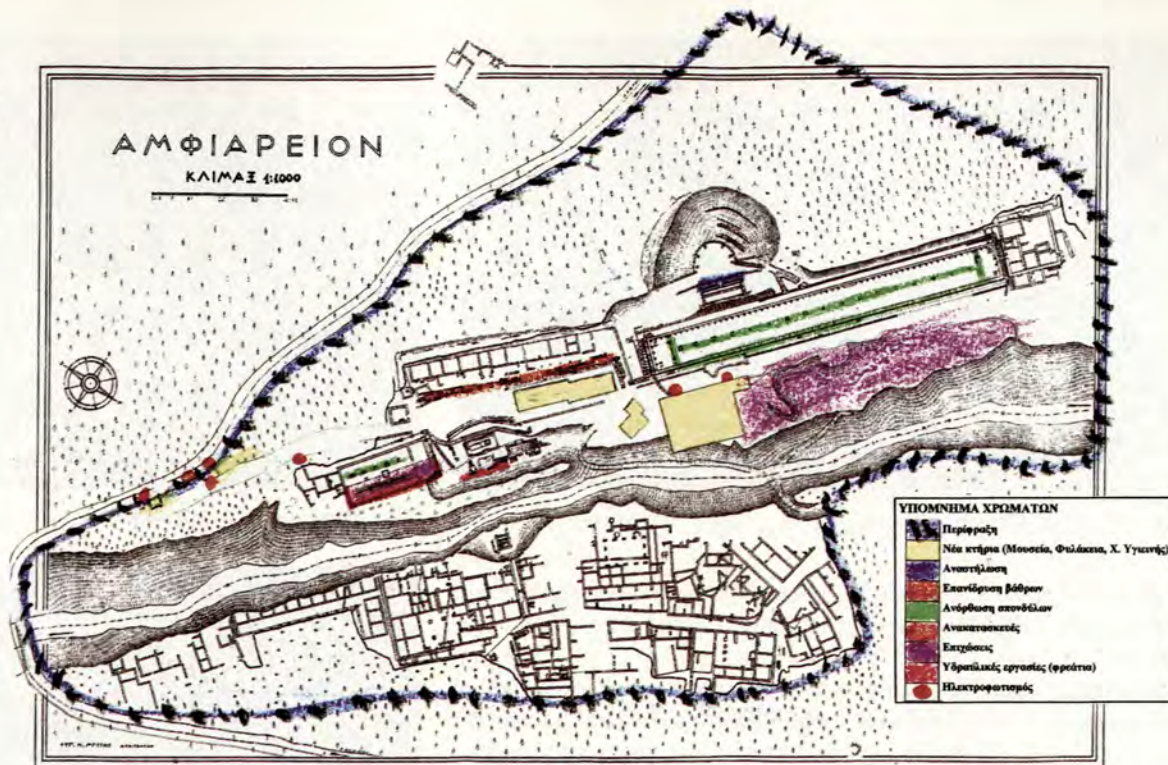 ΑΜΦΙΑΡΕΙΟΝ
ΚΛΙΜΑΞ 1:1000
ΥΠΟΜΝΗΜΑ ΧΡΩΜΑΤΩΝ
Περίφραξη
Νέα κτήρια (Μουσεία, Φυλάκεια, Χ. Υγιεινής)
Αναστήλωση
Επανίδρυση βάθρων
Ανόρθωση σπονδύλων
Ανακατασκευές
Επιχώσεις
Υδραϋλικές εργασίες (φρεάτια)
Ηλεκτροφωτισμός